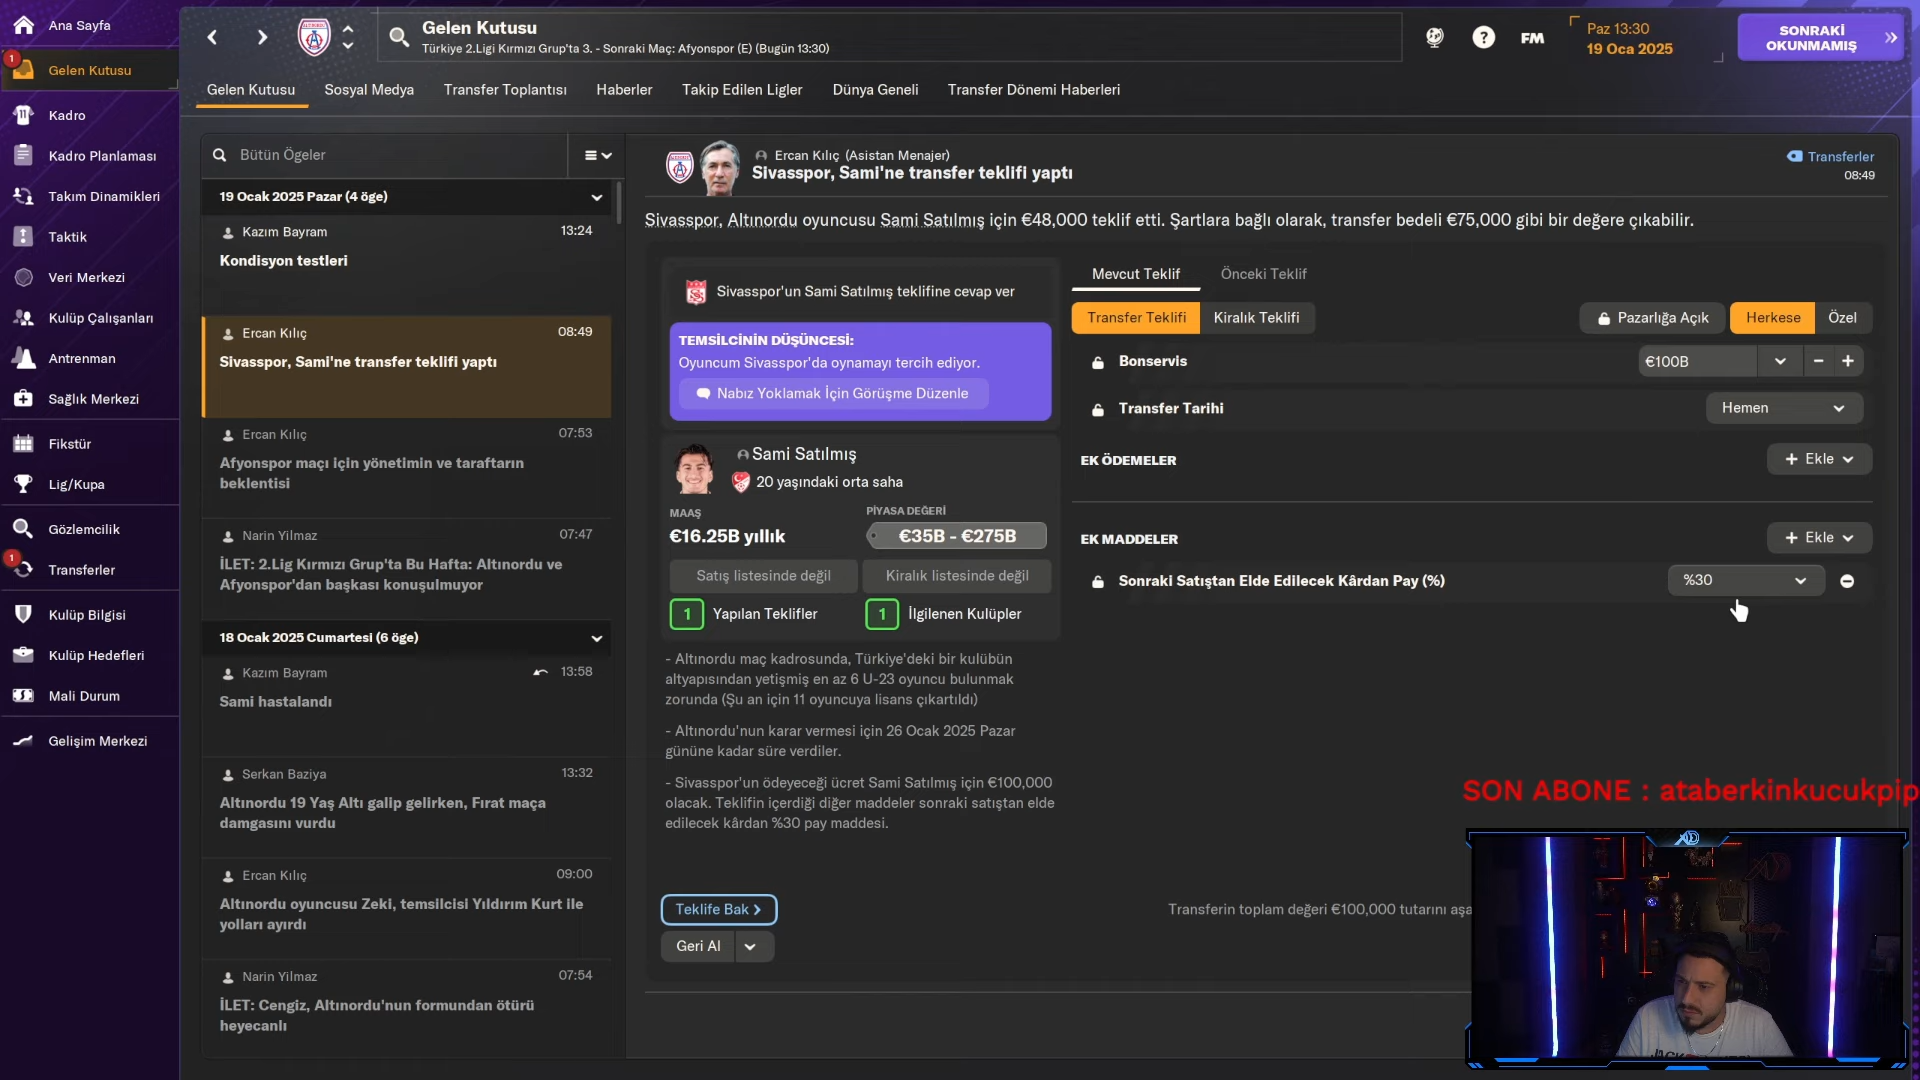 Ana Sayfa
1
Gelen Kutusu
Kadro
Kadro Planlaması
Takım Dinamikleri
Taktik
Veri Merkezi
Kulüp Çalışanları
Antrenman
Sağlık Merkezi
Fikstür
Lig/Kupa
Gözlemcilik
1
Transferler
Kulüp Bilgisi
Kulüp Hedefleri
Mali Durum
Gelişim Merkezi
Gelen Kutusu
Türkiye 2.Ligi Kırmızı Grup'ta 3. - Sonraki Maç: Afyonspor (E) (Bugün 13:30)
?
FM
Paz 13:30
19 Oca 2025
SONRAKİ
OKUNMAMIŞ
Gelen Kutusu
Sosyal Medya
Transfer Toplantısı
Haberler
Takip Edilen Ligler
Dünya Geneli
Transfer Dönemi Haberleri
Bütün Ögeler
19 Ocak 2025 Pazar (4 öge)
Kazım Bayram 13:24
Kondisyon testleri
Ercan Kılıç 08:49
Sivasspor, Sami'ne transfer teklifi yaptı
Ercan Kılıç 07:53
Afyonspor maçı için yönetimin ve taraftarın
beklentisi
Narin Yilmaz 07:47
İLET: 2.Lig Kırmızı Grup'ta Bu Hafta: Altınordu ve
Afyonspor'dan başkası konuşulmuyor
18 Ocak 2025 Cumartesi (6 öge)
Kazım Bayram 13:58
Sami hastalandı
Serkan Baziya 13:32
Altınordu 19 Yaş Altı galip gelirken, Fırat maça
damgasını vurdu
Ercan Kılıç 09:00
Altınordu oyuncusu Zeki, temsilcisi Yıldırım Kurt ile
yolları ayırdı
Narin Yilmaz 07:54
İLET: Cengiz, Altınordu'nun formundan ötürü
heyecanlı
Ercan Kılıç (Asistan Menajer)
Sivasspor, Sami'ne transfer teklifi yaptı
Transferler
08:49
Sivasspor, Altınordu oyuncusu Sami Satılmış için €48,000 teklif etti. Şartlara bağlı olarak, transfer bedeli €75,000 gibi bir değere çıkabilir.
Sivasspor'un Sami Satılmış teklifine cevap ver
TEMSİLCİNİN DÜŞÜNCESİ:
Oyuncum Sivasspor'da oynamayı tercih ediyor.
Nabız Yoklamak İçin Görüşme Düzenle
Sami Satılmış
20 yaşındaki orta saha
MAAŞ
€16.25B yıllık
PİYASA DEĞERİ
€35B - €275B
Satış listesinde değil
Kiralık listesinde değil
1 Yapılan Teklifler
1 İlgilenen Kulüpler
- Altınordu maç kadrosunda, Türkiye'deki bir kulübün
altyapısından yetişmiş en az 6 U-23 oyuncu bulunmak
zorunda (Şu an için 11 oyuncuya lisans çıkartıldı)
- Altınordu'nun karar vermesi için 26 Ocak 2025 Pazar
gününe kadar süre verdiler.
- Sivasspor'un ödeyeceği ücret Sami Satılmış için €100,000
olacak. Teklifin içerdiği diğer maddeler sonraki satıştan elde
edilecek kârdan %30 pay maddesi.
Teklife Bak
Geri Al
Mevcut Teklif
Önceki Teklif
Transfer Teklifi
Kiralık Teklifi
Pazarlığa Açık
Herkese
Özel
Bonservis
€100B
Transfer Tarihi
Hemen
EK ÖDEMELER
+ Ekle
EK MADDELER
+ Ekle
Sonraki Satıştan Elde Edilecek Kârdan Pay (%)
%30
Transferin toplam değeri €100,000 tutarını aşa
SON ABONE : ataberkinkucukpip